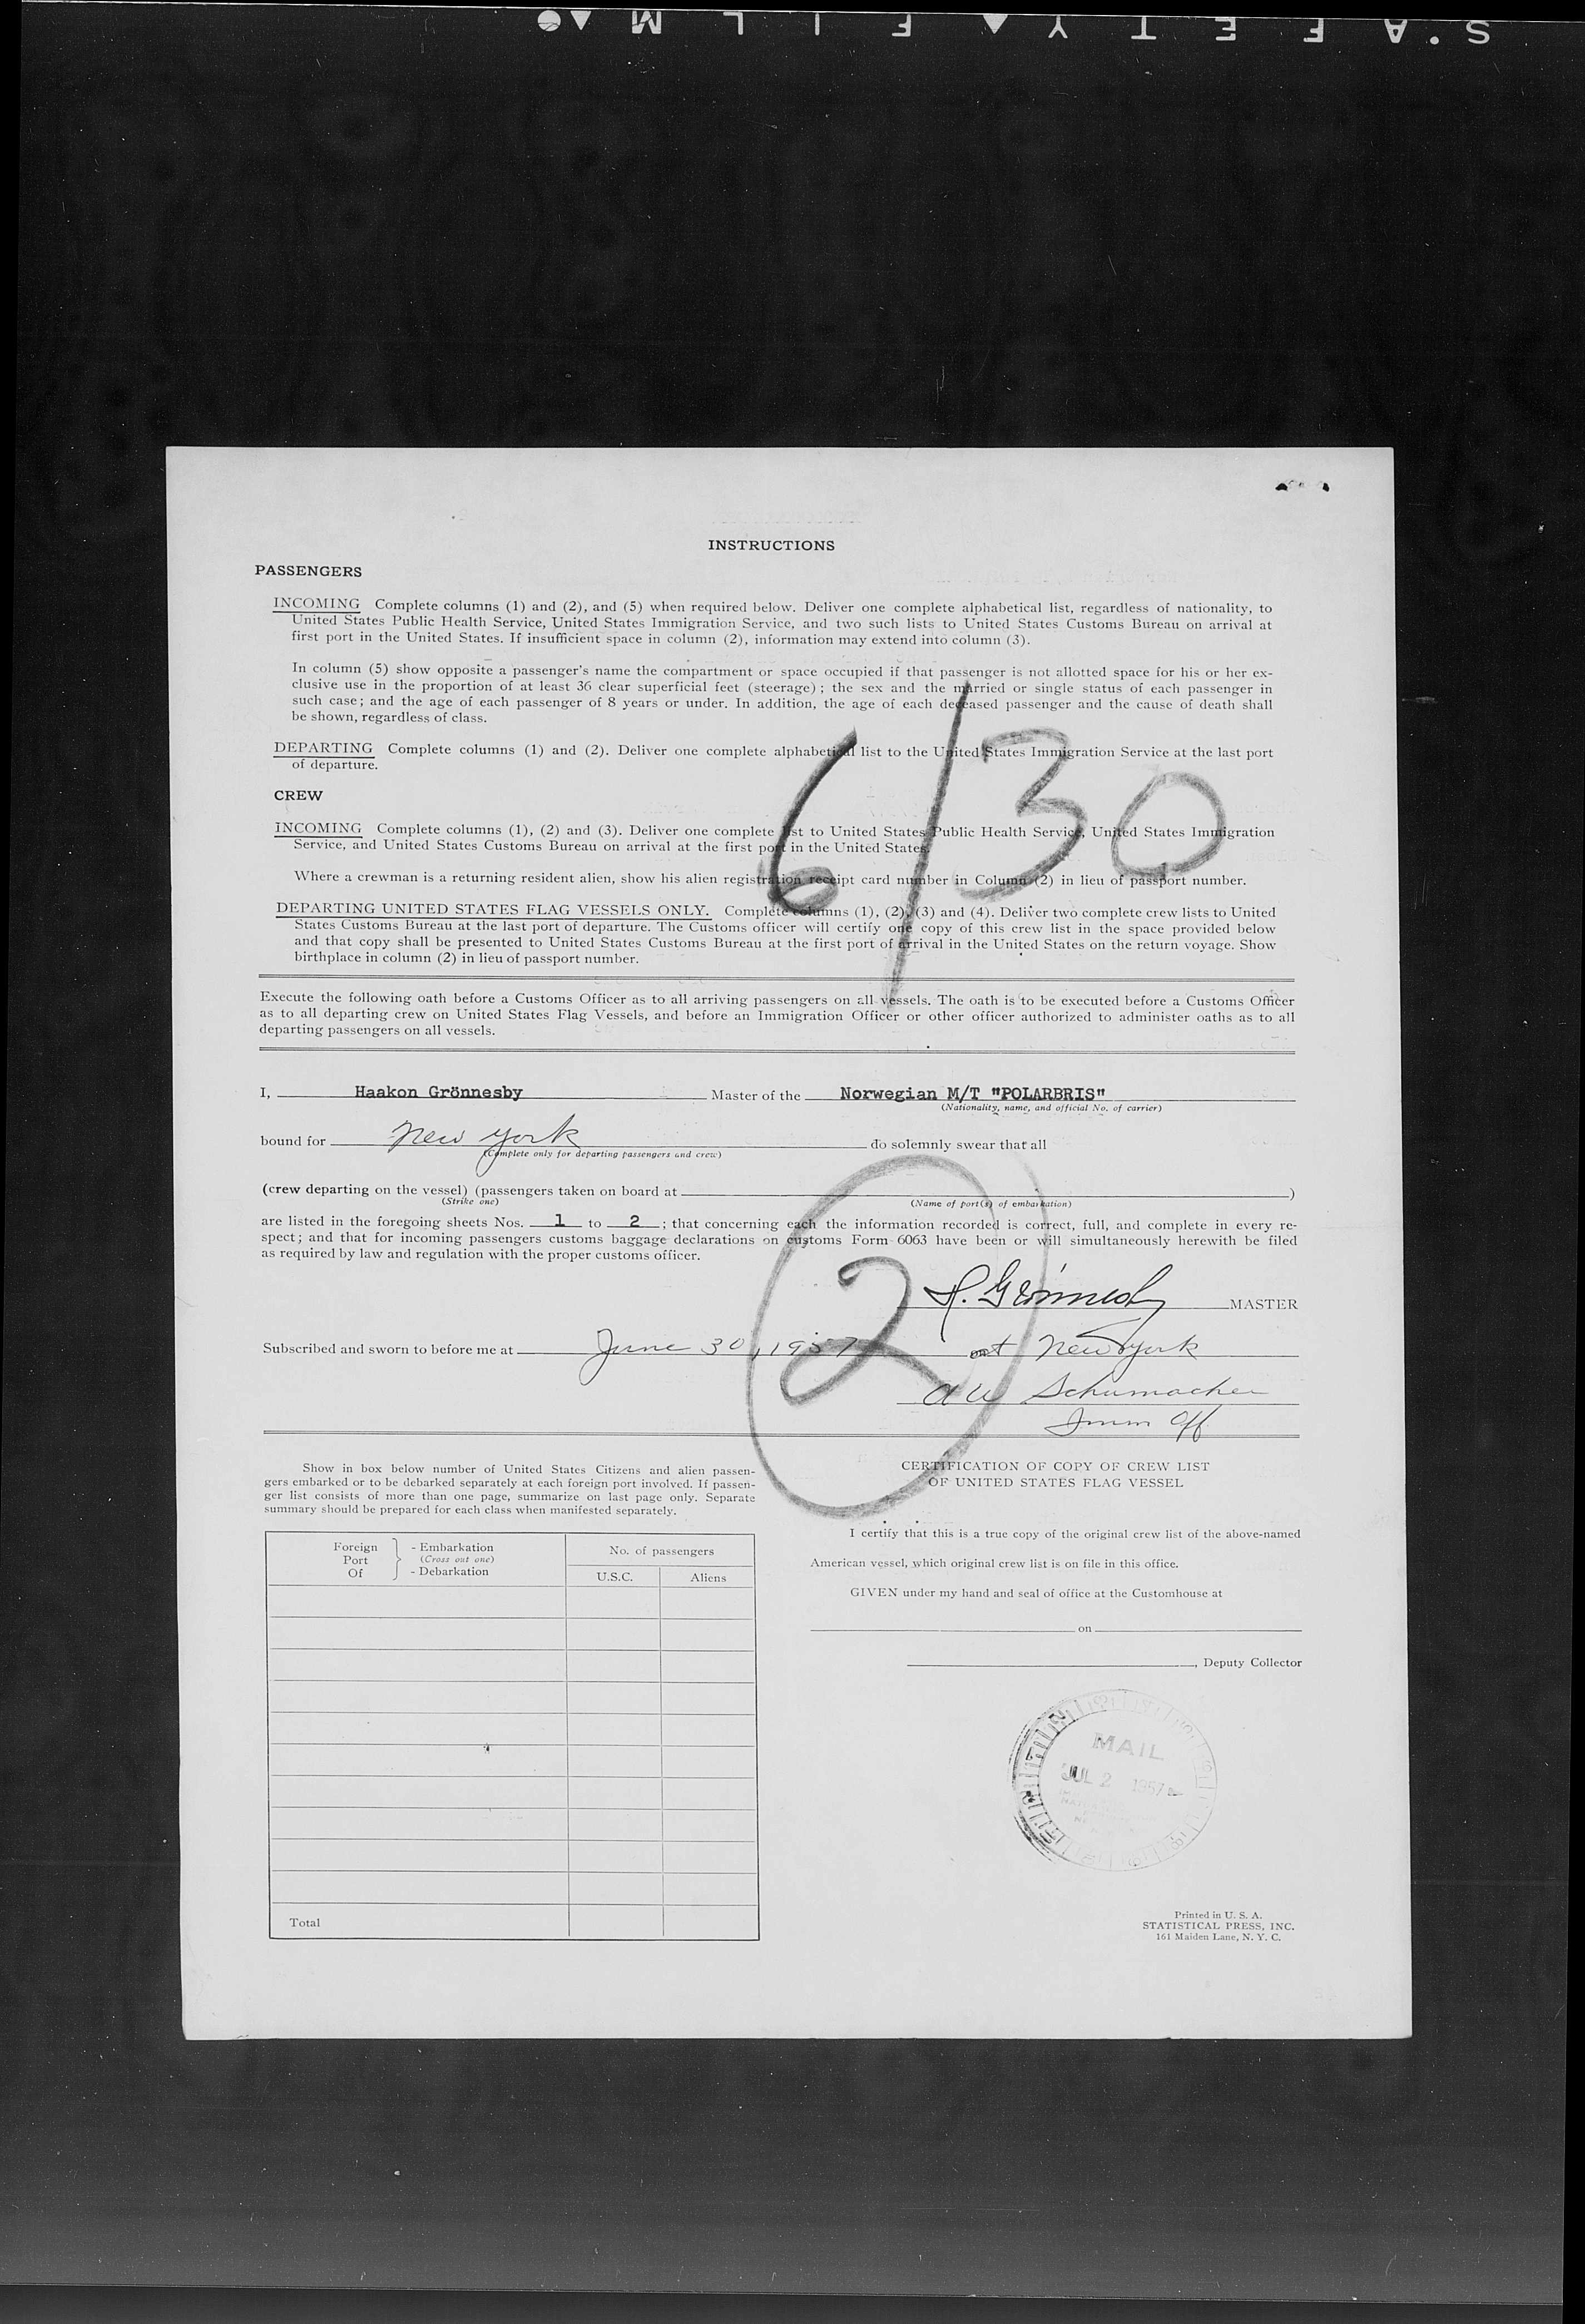 S·AFETY▲FILM▲●
INSTRUCTIONS
PASSENGERS
INCOMING Complete columns (1) and (2), and (5) when required below. Deliver one complete alphabetical list, regardless of nationality, to
United States Public Health Service, United States Immigration Service, and two such lists to United States Customs Bureau on arrival at
first port in the United States. If insufficient space in column (2), information may extend into column (3).
In column (5) show opposite a passenger's name the compartment or space occupied if that passenger is not allotted space for his or her ex-
clusive use in the proportion of at least 36 clear superficial feet (steerage); the sex and the married or single status of each passenger in
such case; and the age of each passenger of 8 years or under. In addition, the age of each deceased passenger and the cause of death shall
be shown, regardless of class.
DEPARTING Complete columns (1) and (2). Deliver one complete alphabetical list to the United States Immigration Service at the last port
of departure.
6/30
CREW
INCOMING Complete columns (1), (2) and (3). Deliver one complete list to United States Public Health Service, United States Immigration
Service, and United States Customs Bureau on arrival at the first port in the United States.
Where a crewman is a returning resident alien, show his alien registration receipt card number in Column (2) in lieu of passport number.
DEPARTING UNITED STATES FLAG VESSELS ONLY. Complete columns (1), (2), (3) and (4). Deliver two complete crew lists to United
States Customs Bureau at the last port of departure. The Customs officer will certify one copy of this crew list in the space provided below
and that copy shall be presented to United States Customs Bureau at the first port of arrival in the United States on the return voyage. Show
birthplace in column (2) in lieu of passport number.
Execute the following oath before a Customs Officer as to all arriving passengers on all vessels. The oath is to be executed before a Customs Officer
as to all departing crew on United States Flag Vessels, and before an Immigration Officer or other officer authorized to administer oaths as to all
departing passengers on all vessels.
I, Haakon Grönnesby Master of the Norwegian M/T "POLARBRIS"
(Nationality, name, and official No. of carrier)
bound for New York do solemnly swear that all
(Complete only for departing passengers and crew)
(crew departing on the vessel) (passengers taken on board at )
(Strike one) (Name of port(s) of embarkation)
are listed in the foregoing sheets Nos. 1 to 2; that concerning each the information recorded is correct, full, and complete in every re-
spect; and that for incoming passengers customs baggage declarations on customs Form 6063 have been or will simultaneously herewith be filed
as required by law and regulation with the proper customs officer.
2
H. Grönnesby MASTER
Subscribed and sworn to before me at June 30, 1957 at New York
A W Schumacher
Imm Off
Show in box below number of United States Citizens and alien passen-
gers embarked or to be debarked separately at each foreign port involved. If passen-
ger list consists of more than one page, summarize on last page only. Separate
summary should be prepared for each class when manifested separately.
Foreign Port Of } - Embarkation (Cross out one) - Debarkation
No. of passengers
U.S.C. Aliens
Total
CERTIFICATION OF COPY OF CREW LIST
OF UNITED STATES FLAG VESSEL
I certify that this is a true copy of the original crew list of the above-named
American vessel, which original crew list is on file in this office.
GIVEN under my hand and seal of office at the Customhouse at
on
, Deputy Collector
MAIL
JUL 2 1957
Printed in U. S. A.
STATISTICAL PRESS, INC.
161 Maiden Lane, N. Y. C.